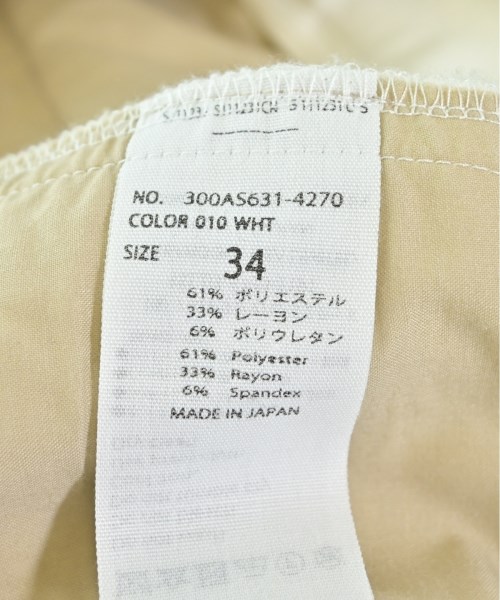 NO. 300AS631-4270
COLOR 010 WHT
SIZE 34
61% ポリエステル
33% レーヨン
6% ポリウレタン
61% Polyester
33% Rayon
6% Spandex
MADE IN JAPAN